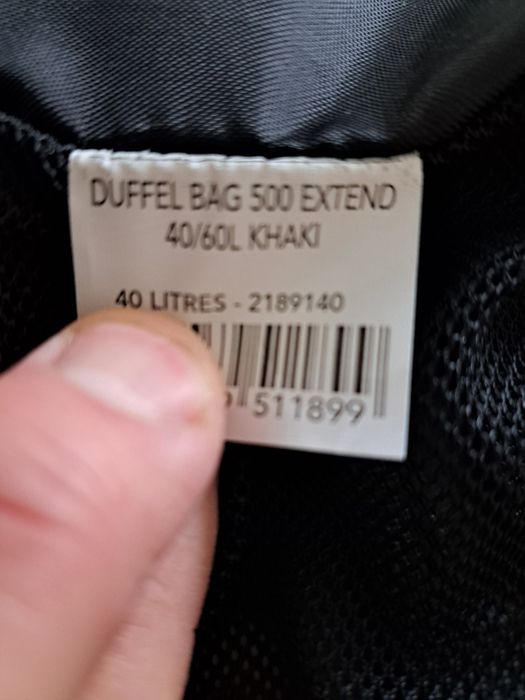 DUFFEL BAG 500 EXTEND
40/60L KHAKI
40 LITRES - 2189140
511899